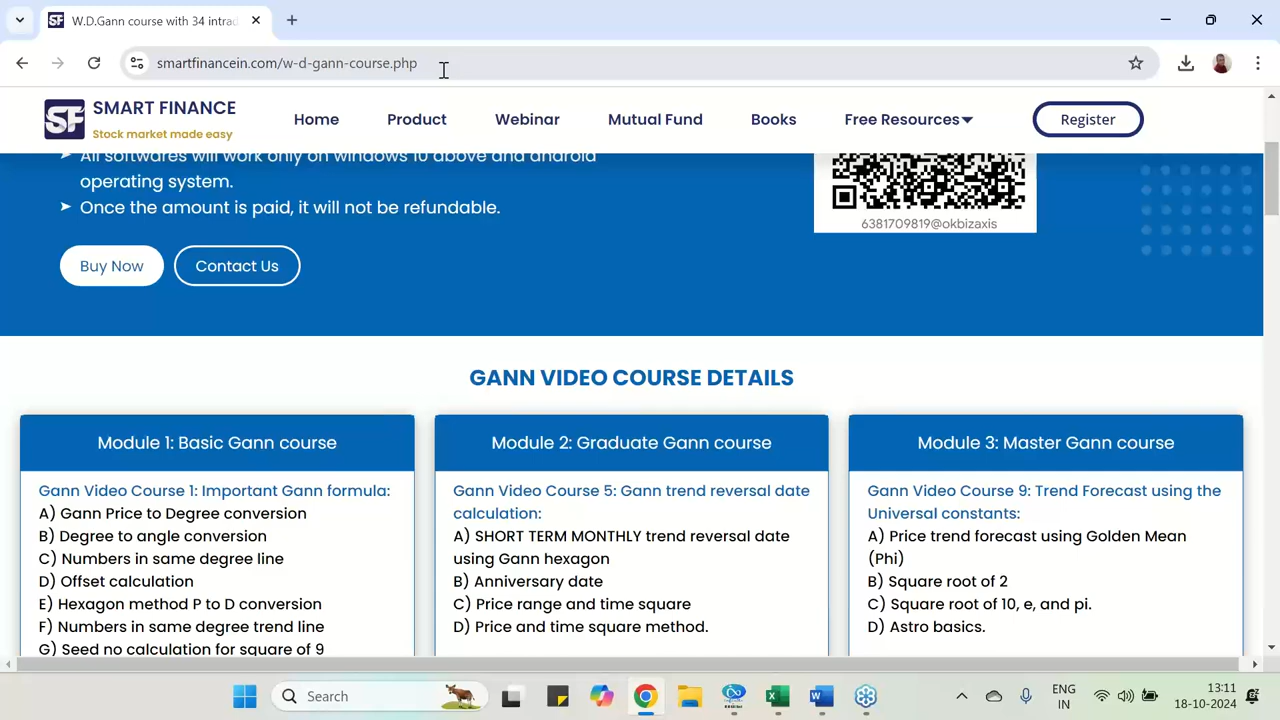 W.D.Gann course with 34 intrad
smartfinancein.com/w-d-gann-course.php
SF
SMART FINANCE
Stock market made easy
Home
Product
Webinar
Mutual Fund
Books
Free Resources
Register
All softwares will work only on windows 10 above and android
operating system.
Once the amount is paid, it will not be refundable.
6381709819@okbizaxis
Buy Now
Contact Us
GANN VIDEO COURSE DETAILS
Module 1: Basic Gann course
Gann Video Course 1: Important Gann formula:
A) Gann Price to Degree conversion
B) Degree to angle conversion
C) Numbers in same degree line
D) Offset calculation
E) Hexagon method P to D conversion
F) Numbers in same degree trend line
G) Seed no calculation for square of 9
Module 2: Graduate Gann course
Gann Video Course 5: Gann trend reversal date
calculation:
A) SHORT TERM MONTHLY trend reversal date
using Gann hexagon
B) Anniversary date
C) Price range and time square
D) Price and time square method.
Module 3: Master Gann course
Gann Video Course 9: Trend Forecast using the
Universal constants:
A) Price trend forecast using Golden Mean
(Phi)
B) Square root of 2
C) Square root of 10, e, and pi.
D) Astro basics.
Search
ENG
IN
13:11
18-10-2024